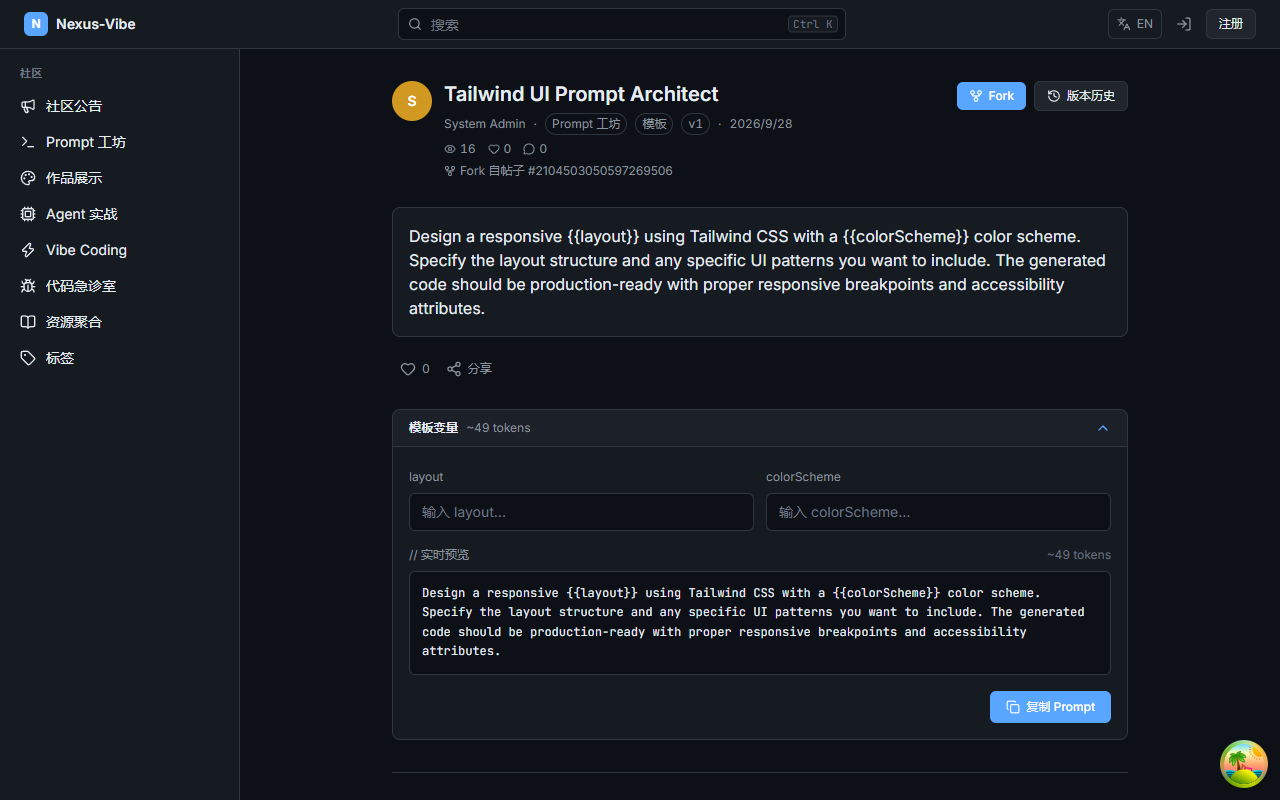 N Nexus-Vibe
搜索
Ctrl K
EN
注册
社区
社区公告
Prompt 工坊
作品展示
Agent 实战
Vibe Coding
代码急诊室
资源聚合
标签
S
Tailwind UI Prompt Architect
Fork
版本历史
System Admin · Prompt 工坊 模板 v1 · 2026/9/28
16 0 0
Fork 自帖子 #2104503050597269506
Design a responsive {{layout}} using Tailwind CSS with a {{colorScheme}} color scheme.
Specify the layout structure and any specific UI patterns you want to include. The generated
code should be production-ready with proper responsive breakpoints and accessibility
attributes.
0 分享
模板变量 ~49 tokens
layout
colorScheme
输入 layout...
输入 colorScheme...
// 实时预览
~49 tokens
Design a responsive {{layout}} using Tailwind CSS with a {{colorScheme}} color scheme.
Specify the layout structure and any specific UI patterns you want to include. The generated
code should be production-ready with proper responsive breakpoints and accessibility
attributes.
复制 Prompt